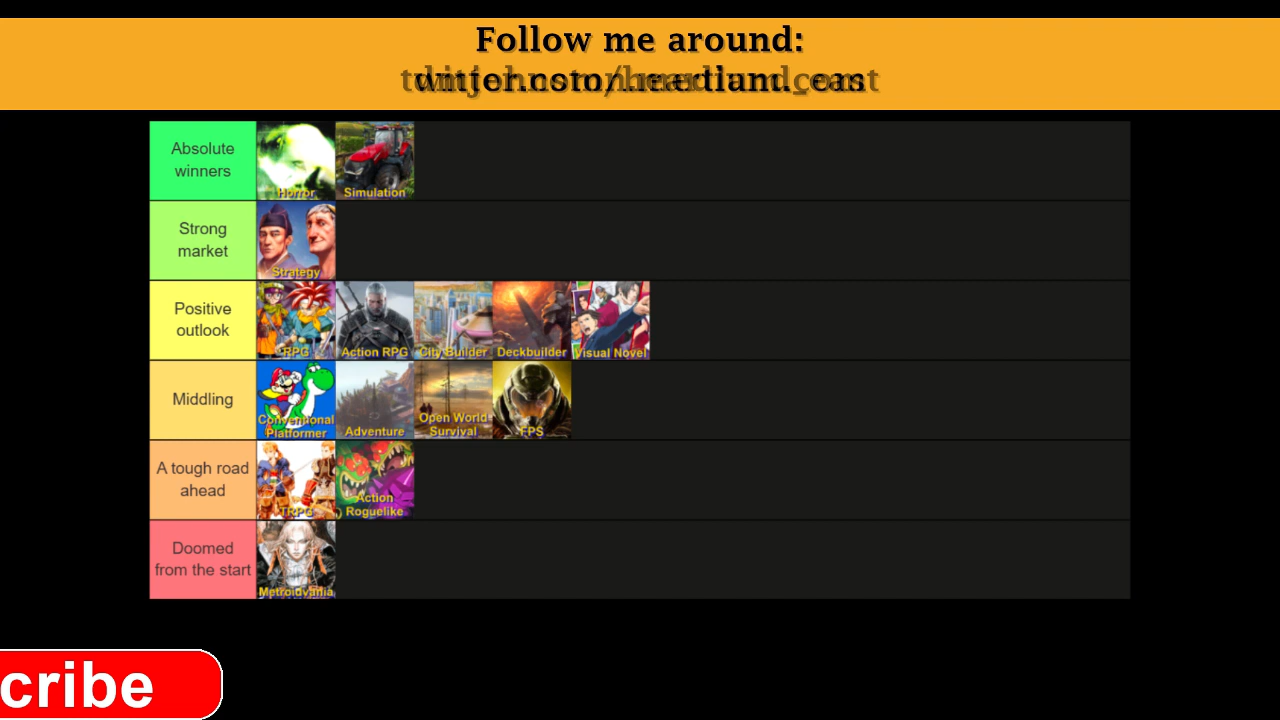 Follow me around:
Absolute
winners
Horror
Simulation
Strong
market
Strategy
Positive
outlook
RPG
Action RPG
City Builder
Deckbuilder
Visual Novel
Middling
Conventional
Platformer
Adventure
Open World
Survival
FPS
A tough road
ahead
TRPG
Action
Roguelike
Doomed
from the start
Metroidvania
cribe